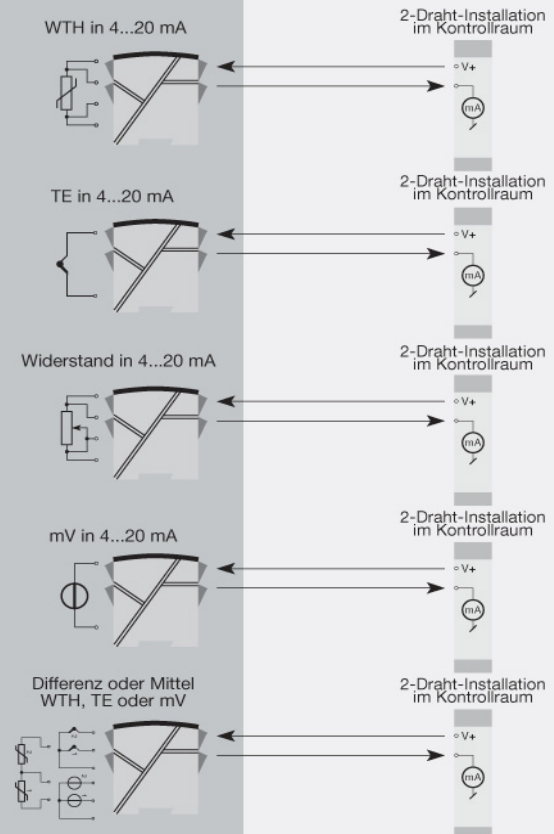 WTH in 4...20 mA
2-Draht-Installation
im Kontrollraum
V+
mA
TE in 4...20 mA
2-Draht-Installation
im Kontrollraum
V+
mA
Widerstand in 4...20 mA
2-Draht-Installation
im Kontrollraum
V+
mA
mV in 4...20 mA
2-Draht-Installation
im Kontrollraum
V+
mA
Differenz oder Mittel
WTH, TE oder mV
2-Draht-Installation
im Kontrollraum
V+
mA